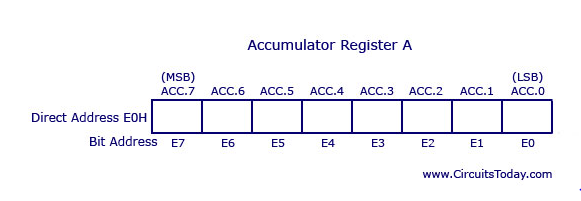 Accumulator Register A
(MSB) (LSB)
ACC.7 ACC.6 ACC.5 ACC.4 ACC.3 ACC.2 ACC.1 ACC.0
Direct Address E0H
Bit Address E7 E6 E5 E4 E3 E2 E1 E0
www.CircuitsToday.com